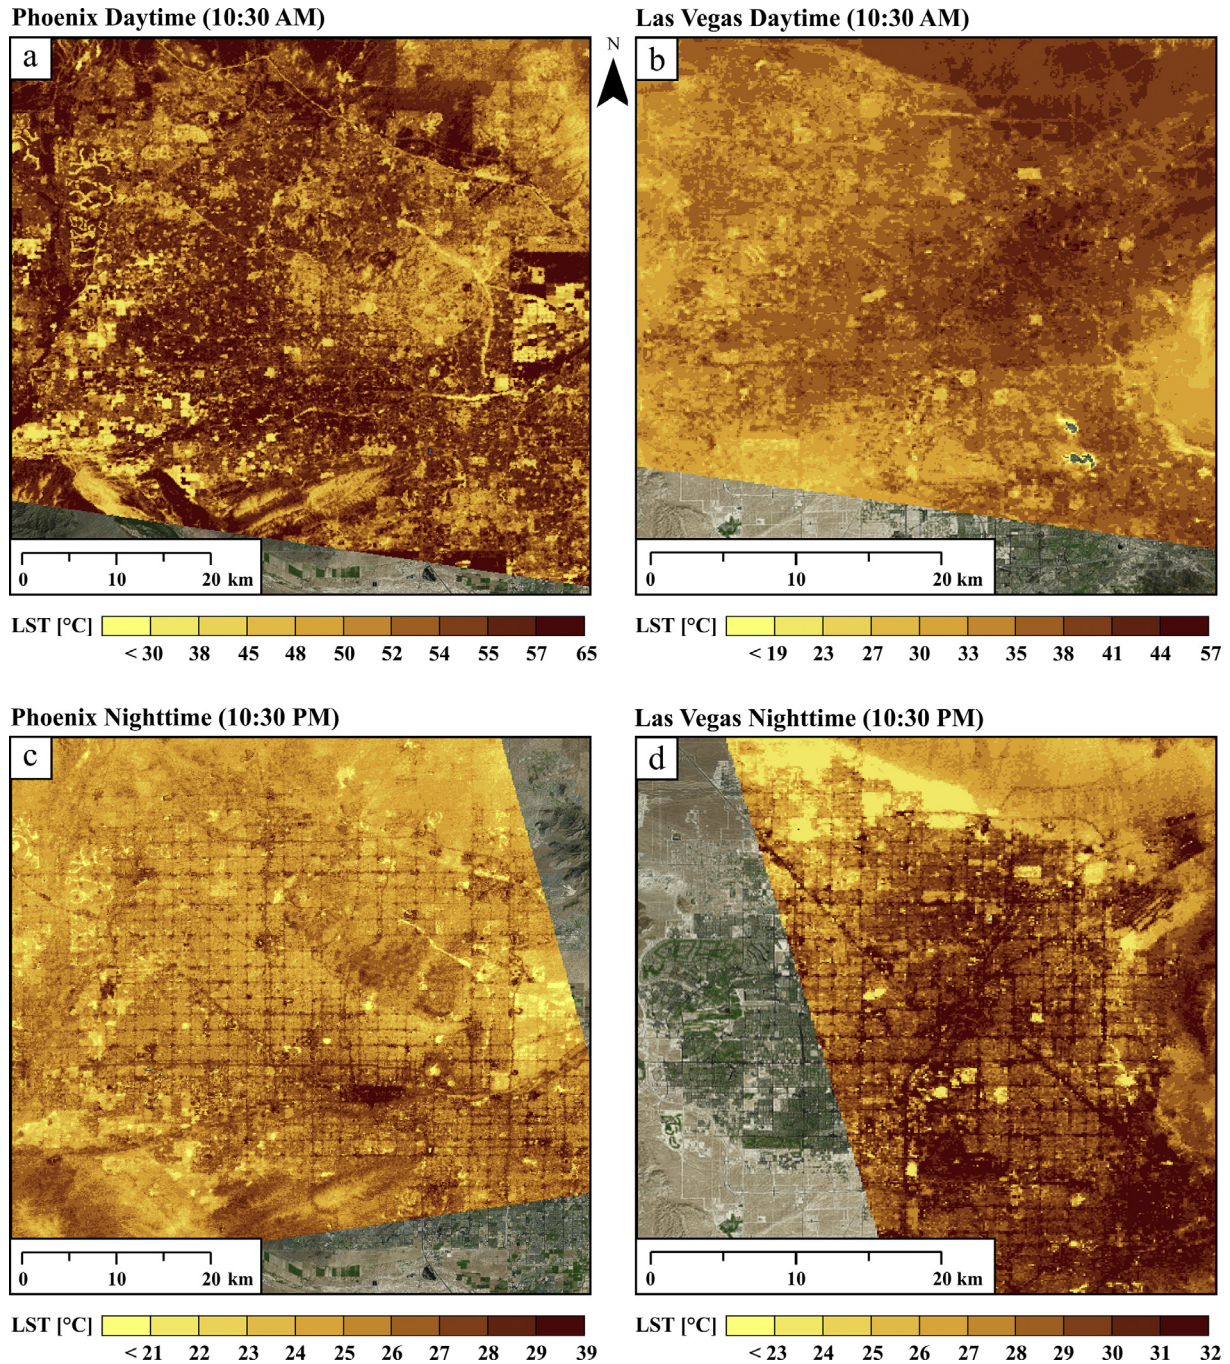 Phoenix Daytime (10:30 AM)
Las Vegas Daytime (10:30 AM)
a
N
b
0 10 20 km
0 10 20 km
LST [°C]
< 30 38 45 48 50 52 54 55 57 65
LST [°C]
< 19 23 27 30 33 35 38 41 44 57
Phoenix Nighttime (10:30 PM)
Las Vegas Nighttime (10:30 PM)
c
d
0 10 20 km
0 10 20 km
LST [°C]
< 21 22 23 24 25 26 27 28 29 39
LST [°C]
< 23 24 25 26 28 29 29 30 31 32